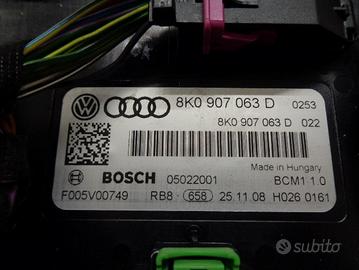 8K0 907 063 D 0253
8K0 907 063 D 022
Made in Hungary
BOSCH 05022001 BCM1 1.0
F005V00749 RB8 658 25.11.08 H026 0161
subito